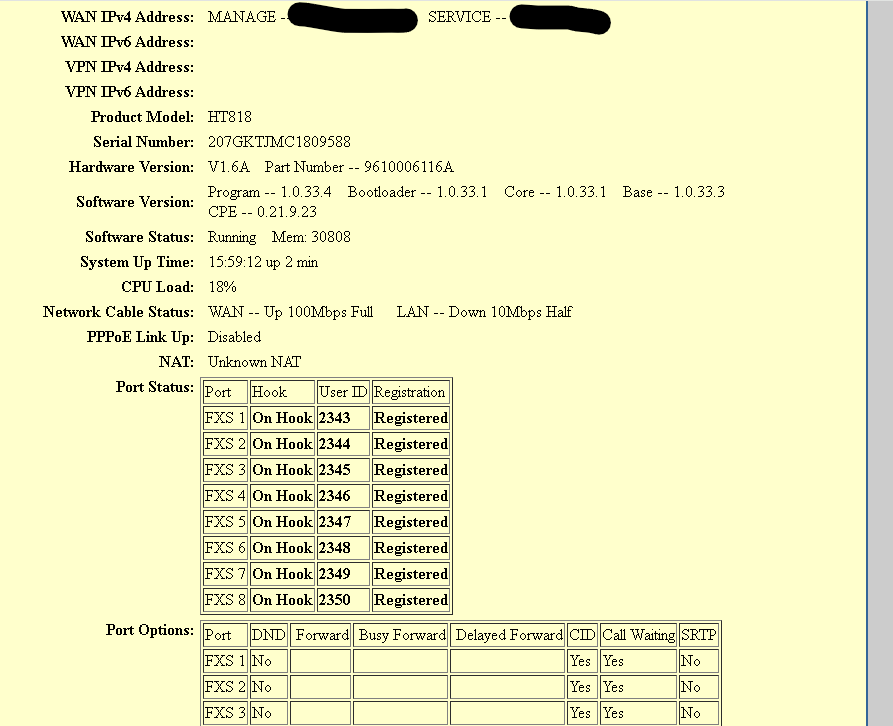 WAN IPv4 Address: MANAGE -- SERVICE --
WAN IPv6 Address:
VPN IPv4 Address:
VPN IPv6 Address:
Product Model: HT818
Serial Number: 207GKTJMC1809588
Hardware Version: V1.6A Part Number -- 9610006116A
Software Version: Program -- 1.0.33.4 Bootloader -- 1.0.33.1 Core -- 1.0.33.1 Base -- 1.0.33.3
CPE -- 0.21.9.23
Software Status: Running Mem: 30808
System Up Time: 15:59:12 up 2 min
CPU Load: 18%
Network Cable Status: WAN -- Up 100Mbps Full LAN -- Down 10Mbps Half
PPPoE Link Up: Disabled
NAT: Unknown NAT
Port Status: Port Hook User ID Registration
FXS 1 On Hook 2343 Registered
FXS 2 On Hook 2344 Registered
FXS 3 On Hook 2345 Registered
FXS 4 On Hook 2346 Registered
FXS 5 On Hook 2347 Registered
FXS 6 On Hook 2348 Registered
FXS 7 On Hook 2349 Registered
FXS 8 On Hook 2350 Registered
Port Options: Port DND Forward Busy Forward Delayed Forward CID Call Waiting SRTP
FXS 1 No Yes Yes No
FXS 2 No Yes Yes No
FXS 3 No Yes Yes No